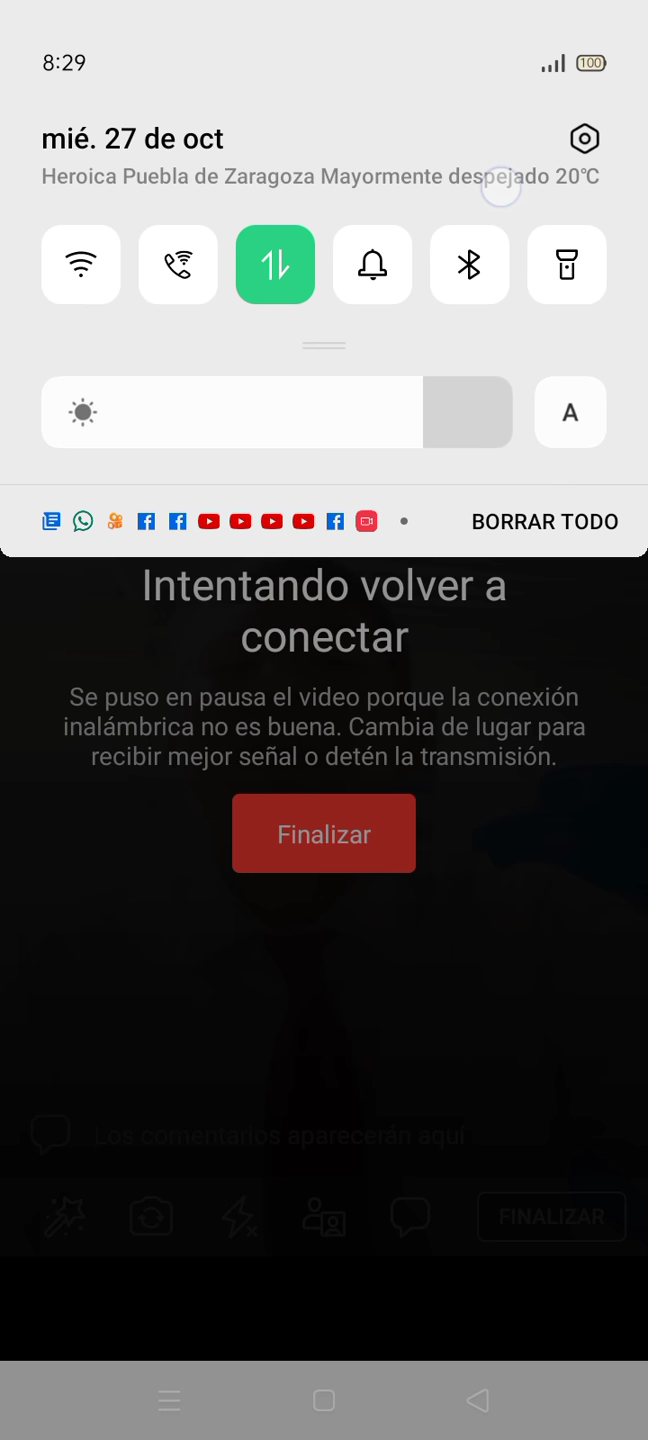 8:29
100
mié. 27 de oct
Heroica Puebla de Zaragoza Mayormente despejado 20℃
A
BORRAR TODO
Intentando volver a
conectar
Se puso en pausa el video porque la conexión
inalámbrica no es buena. Cambia de lugar para
recibir mejor señal o detén la transmisión.
Finalizar
Los comentarios aparecerán aquí
FINALIZAR